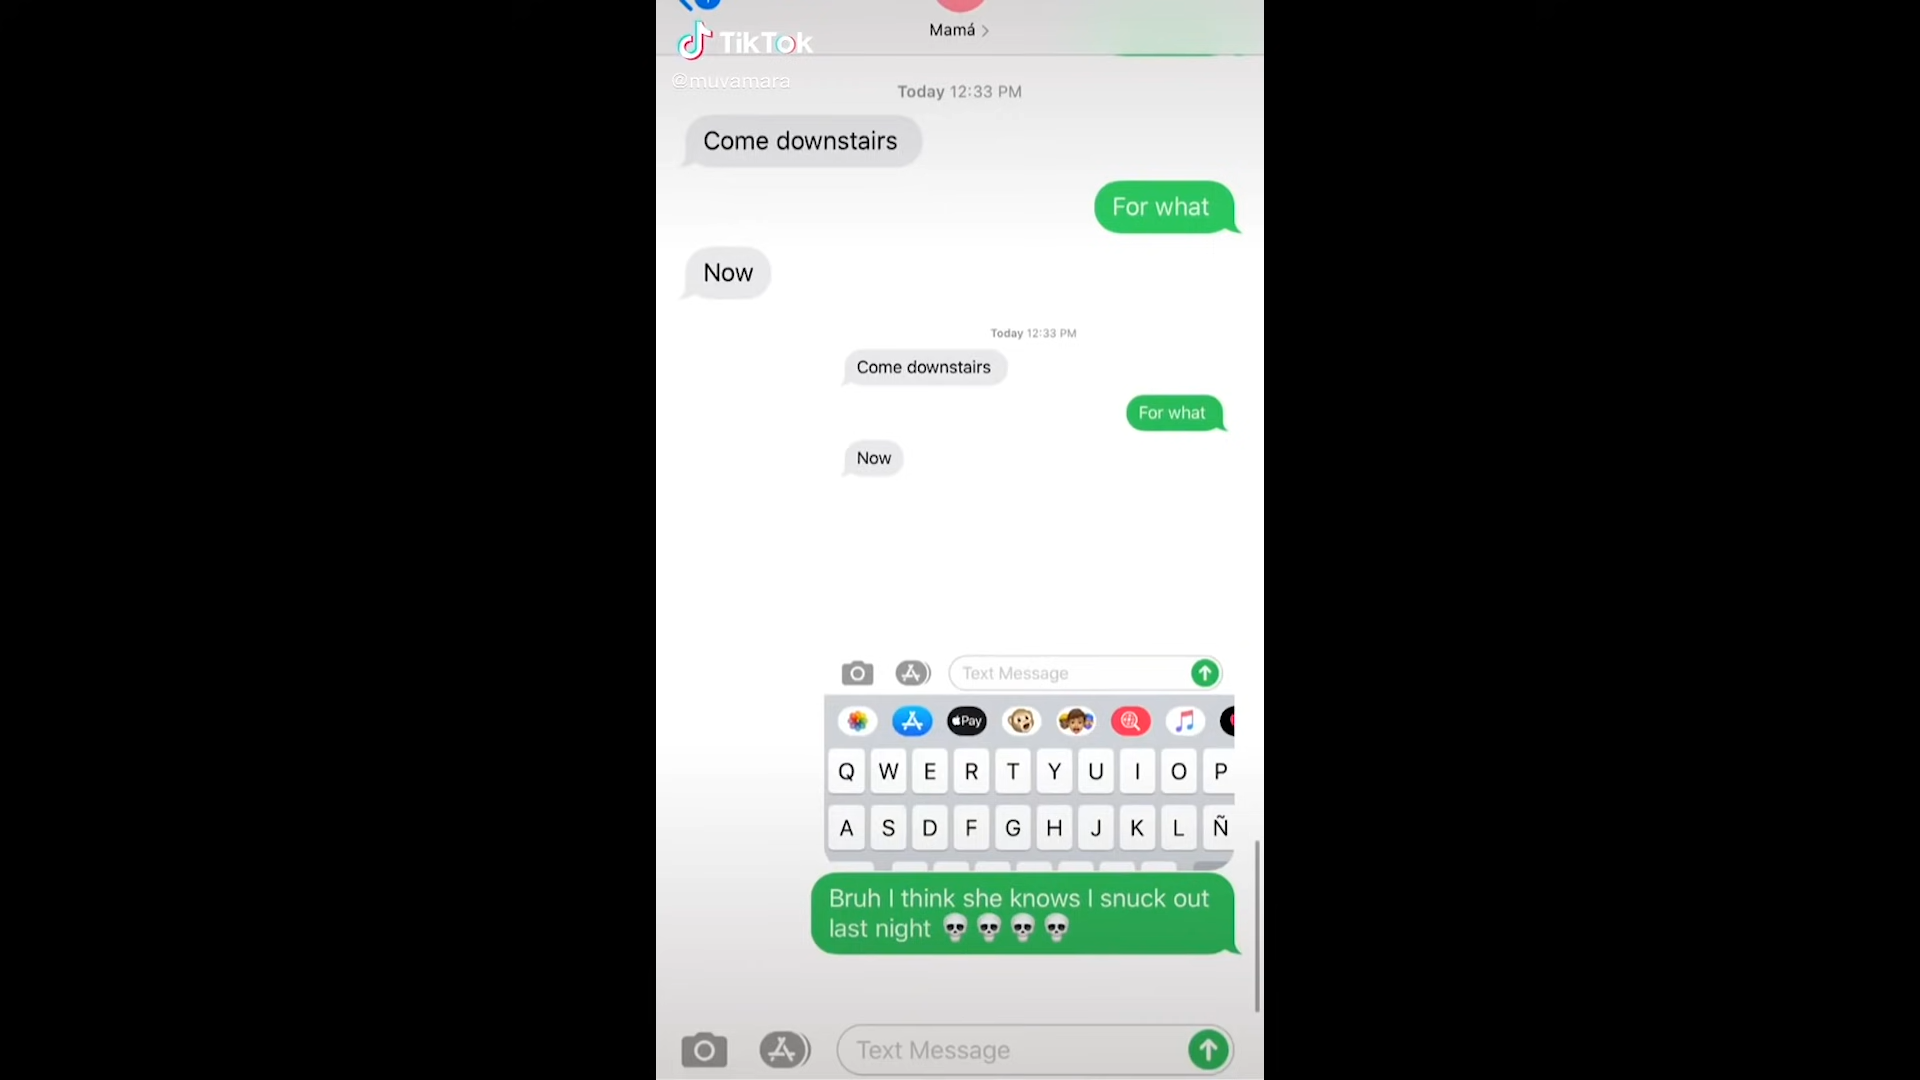 TikTok
@muvamara
Mamá
Today 12:33 PM
Come downstairs
For what
Now
Today 12:33 PM
Come downstairs
For what
Now
Text Message
Pay
Q W E R T Y U I O P
A S D F G H J K L Ñ
Bruh I think she knows I snuck out
last night 💀💀💀💀
Text Message